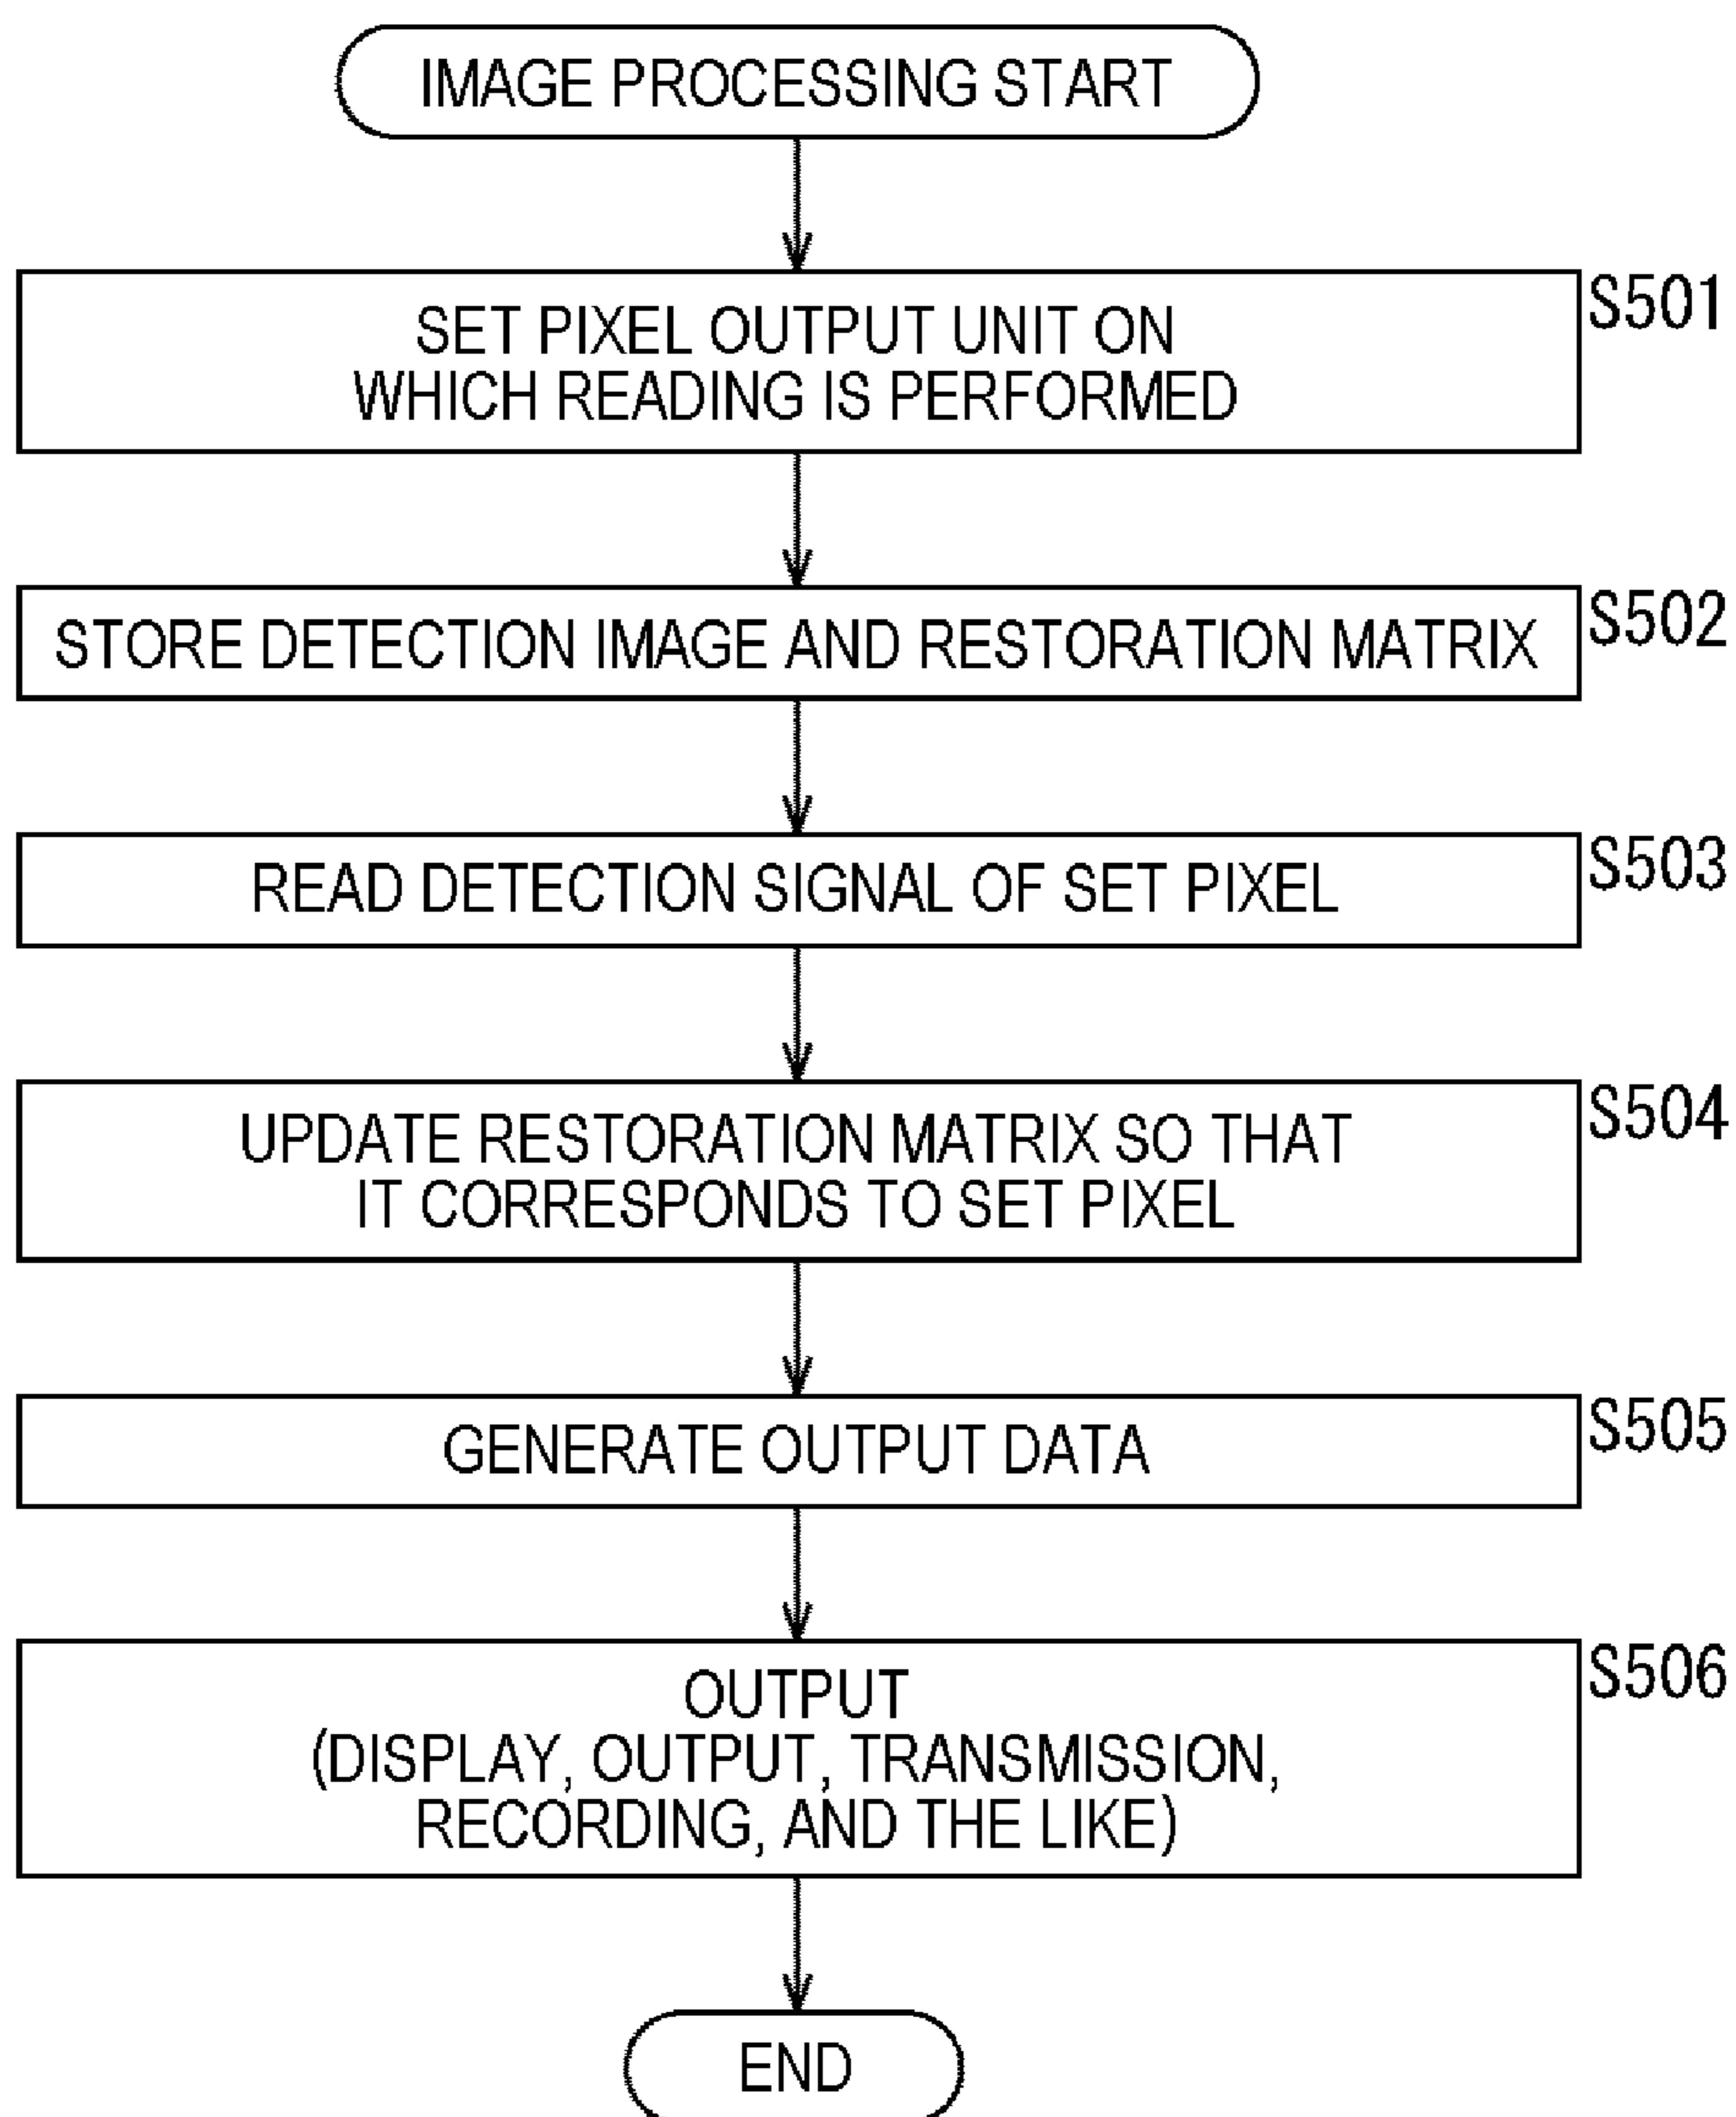 IMAGE PROCESSING START
S501
SET PIXEL OUTPUT UNIT ON
WHICH READING IS PERFORMED
S502
STORE DETECTION IMAGE AND RESTORATION MATRIX
S503
READ DETECTION SIGNAL OF SET PIXEL
S504
UPDATE RESTORATION MATRIX SO THAT
IT CORRESPONDS TO SET PIXEL
S505
GENERATE OUTPUT DATA
S506
OUTPUT
(DISPLAY, OUTPUT, TRANSMISSION,
RECORDING, AND THE LIKE)
END